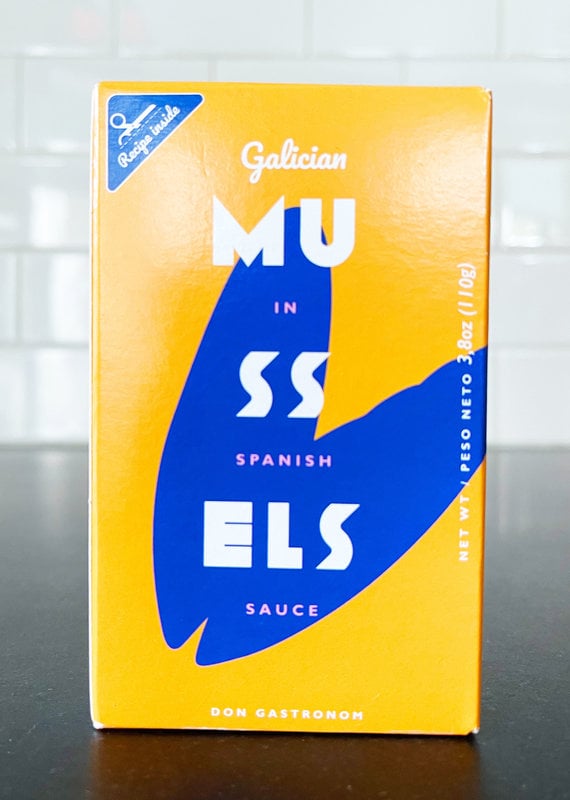 Recipe inside
Galician
MU
IN
SS
SPANISH
ELS
SAUCE
NET WT / PESO NETO 3,8oz (110g)
DON GASTRONOM